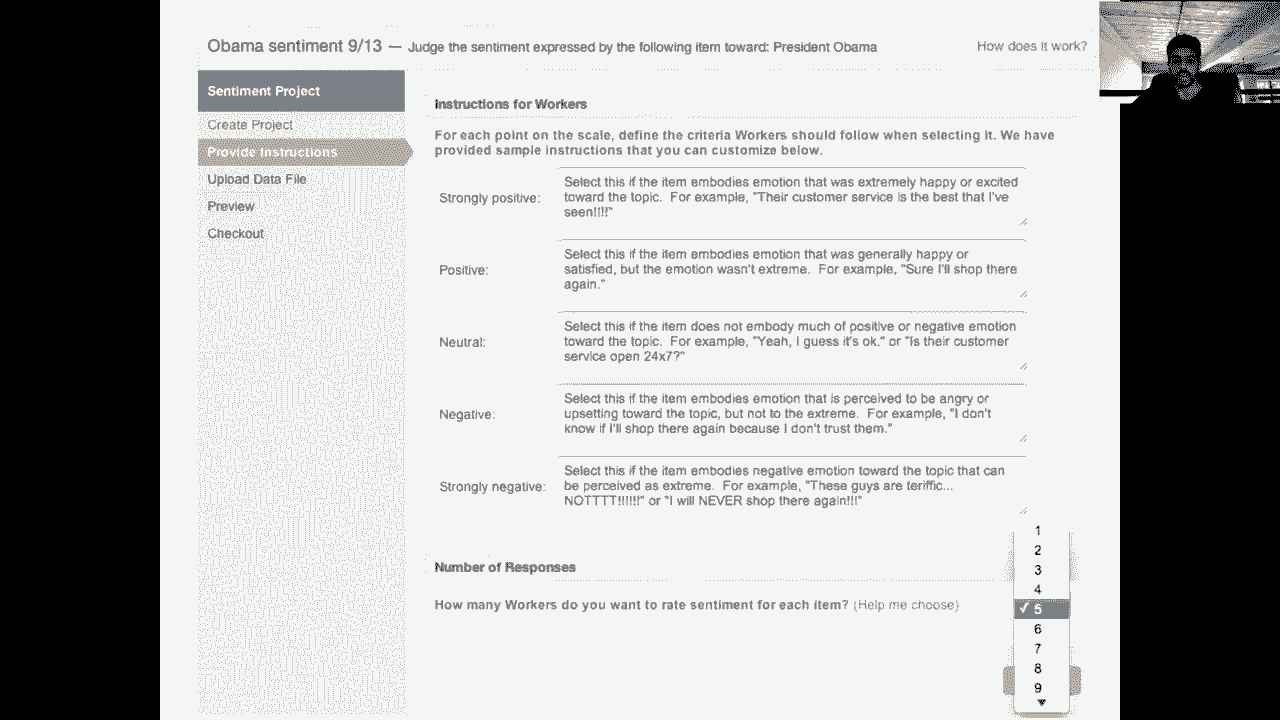 Obama sentiment 9/13 — Judge the sentiment expressed by the following item toward: President Obama
How does it work?
Sentiment Project
Create Project
Provide Instructions
Upload Data File
Preview
Checkout
Instructions for Workers
For each point on the scale, define the criteria Workers should follow when selecting it. We have
provided sample instructions that you can customize below.
Strongly positive:
Select this if the item embodies emotion that was extremely happy or excited
toward the topic. For example, "Their customer service is the best that I've
seen!!!!"
Positive:
Select this if the item embodies emotion that was generally happy or
satisfied, but the emotion wasn't extreme. For example, "Sure I'll shop there
again."
Neutral:
Select this if the item does not embody much of positive or negative emotion
toward the topic. For example, "Yeah, I guess it's ok." or "Is their customer
service open 24x7?"
Negative:
Select this if the item embodies emotion that is perceived to be angry or
upsetting toward the topic, but not to the extreme. For example, "I don't
know if I'll shop there again because I don't trust them."
Strongly negative:
Select this if the item embodies negative emotion toward the topic that can
be perceived as extreme. For example, "These guys are teriffic...
NOTTTT!!!!!!" or "I will NEVER shop there again!!!"
Number of Responses
How many Workers do you want to rate sentiment for each item? (Help me choose)
1
2
3
4
✓ 5
6
7
8
9